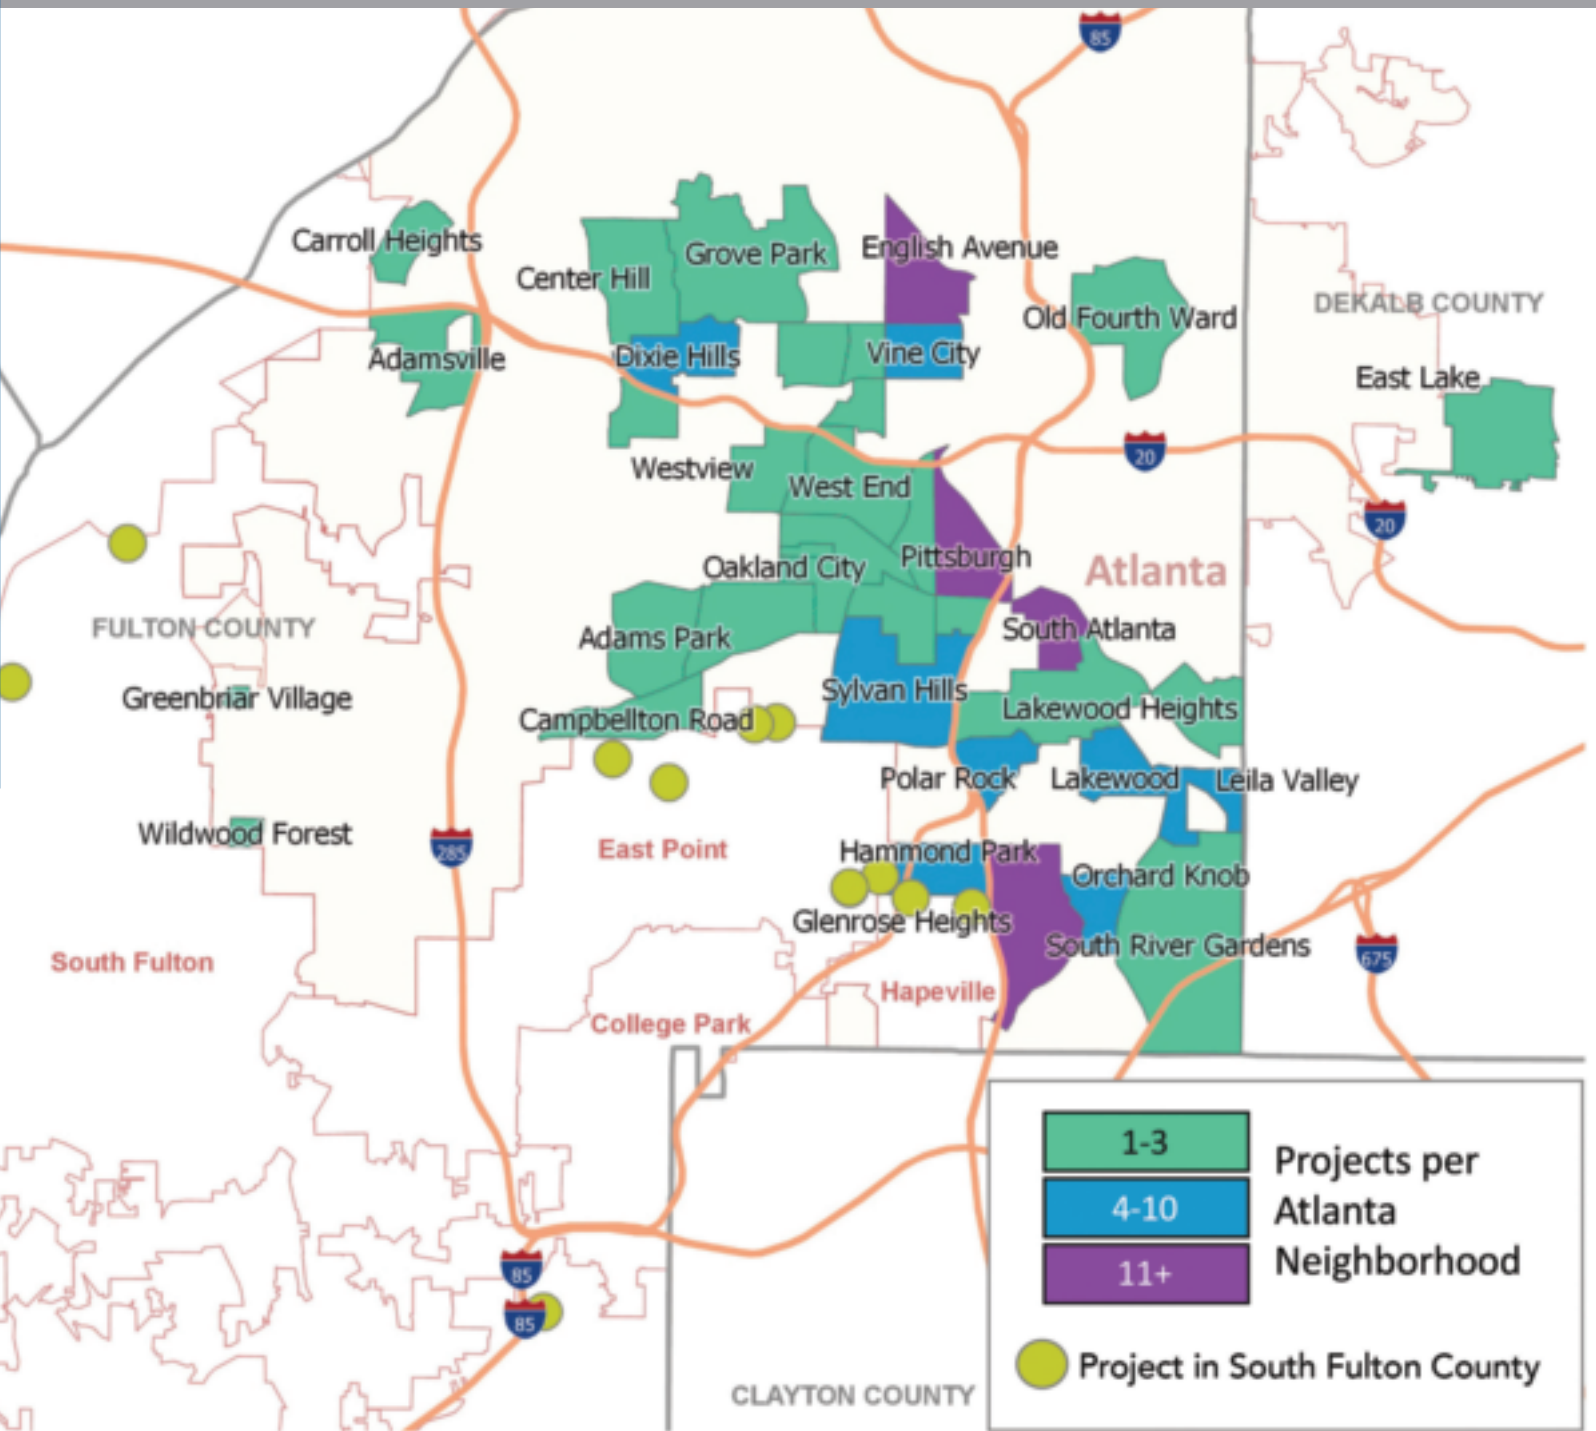 85
Carroll Heights
Grove Park
English Avenue
Center Hill
Old Fourth Ward
DEKALB COUNTY
Adamsville
Dixie Hills
Vine City
East Lake
Westview
West End
20
20
Oakland City
Pittsburgh
Atlanta
FULTON COUNTY
Adams Park
South Atlanta
Greenbriar Village
Sylvan Hills
Campbellton Road
Lakewood Heights
Polar Rock
Lakewood
Leila Valley
Wildwood Forest
285
East Point
Hammond Park
Orchard Knob
Glenrose Heights
South River Gardens
South Fulton
675
Hapeville
College Park
1-3
4-10
11+
Projects per
Atlanta
Neighborhood
85
85
Project in South Fulton County
CLAYTON COUNTY